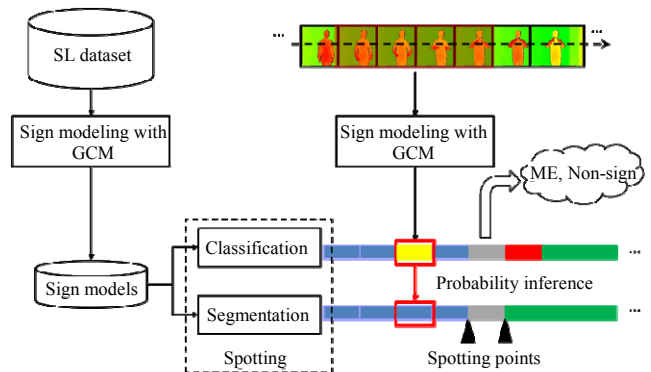 ...
...
SL dataset
Sign modeling with
GCM
Sign modeling with
GCM
ME, Non-sign
Classification
...
Sign models
Probability inference
Segmentation
...
Spotting
Spotting points